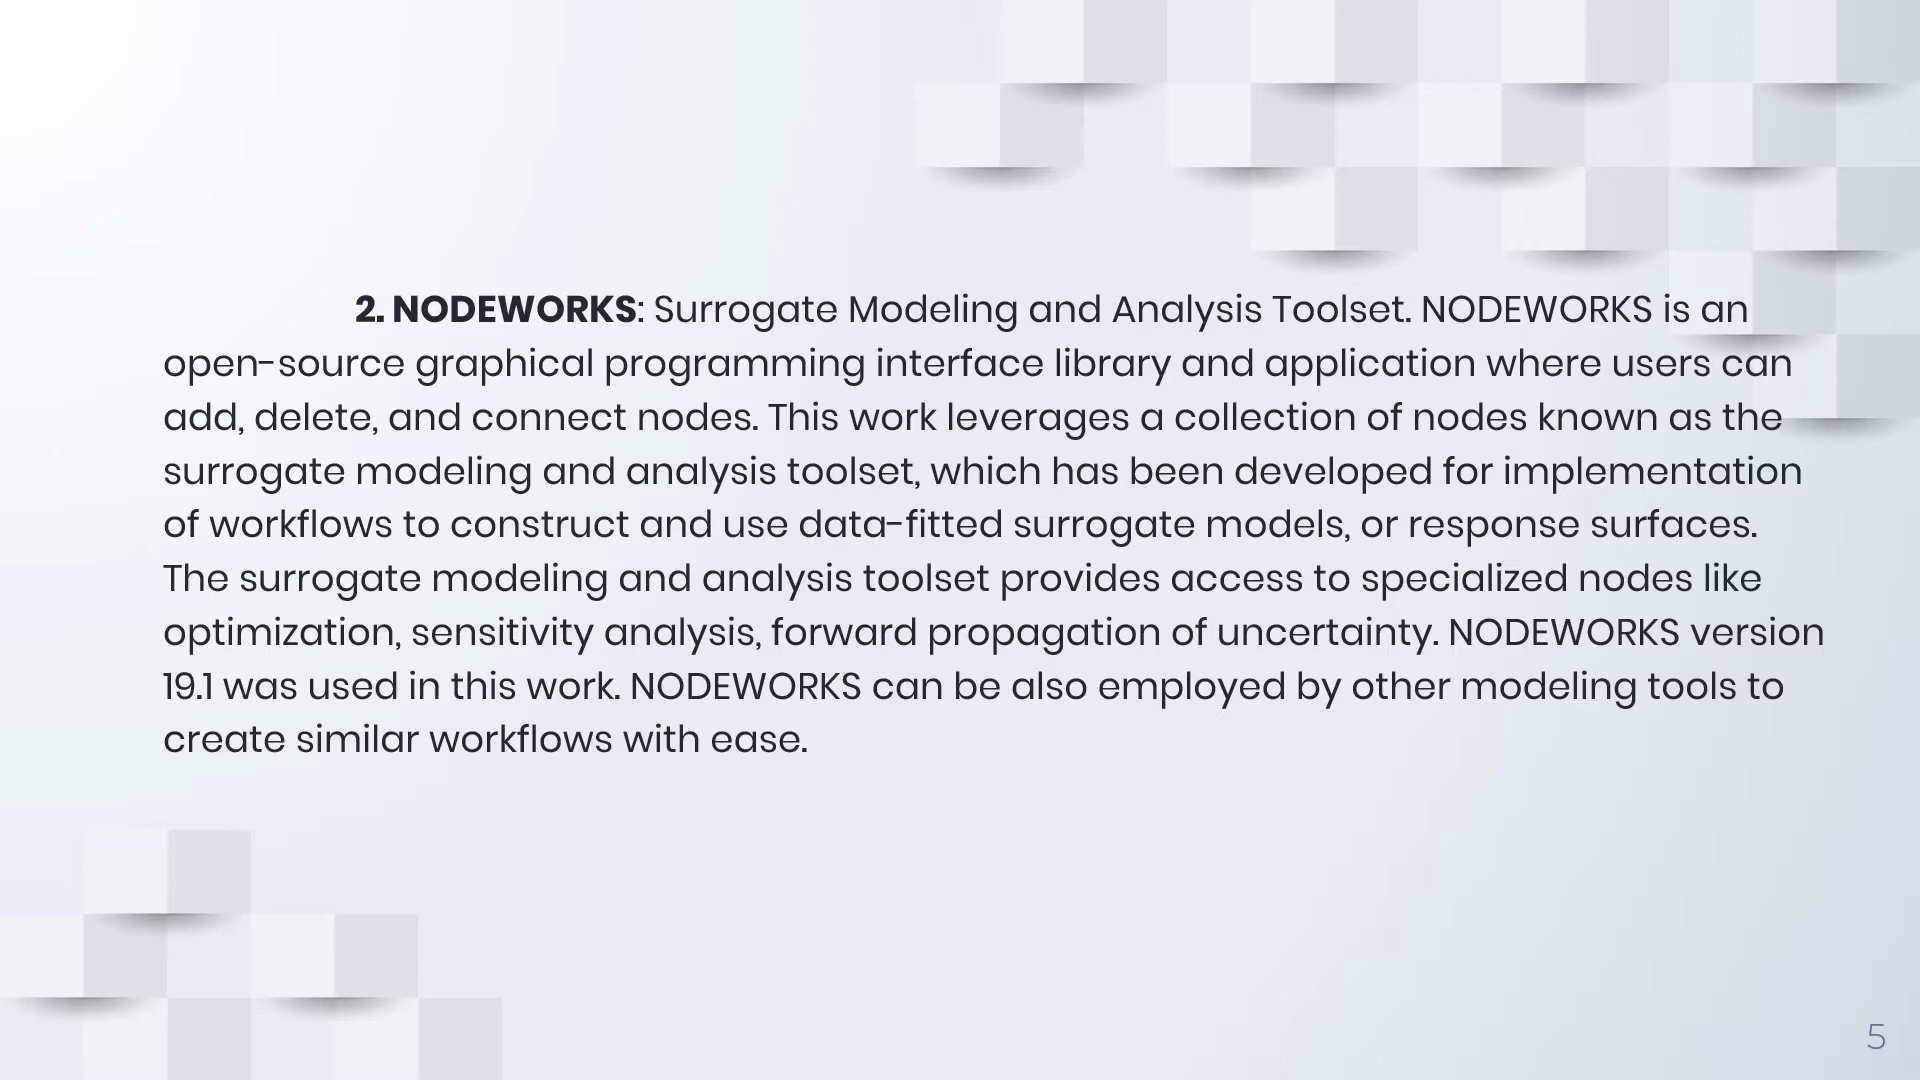 2. NODEWORKS: Surrogate Modeling and Analysis Toolset. NODEWORKS is an
open-source graphical programming interface library and application where users can
add, delete, and connect nodes. This work leverages a collection of nodes known as the
surrogate modeling and analysis toolset, which has been developed for implementation
of workflows to construct and use data-fitted surrogate models, or response surfaces.
The surrogate modeling and analysis toolset provides access to specialized nodes like
optimization, sensitivity analysis, forward propagation of uncertainty. NODEWORKS version
19.1 was used in this work. NODEWORKS can be also employed by other modeling tools to
create similar workflows with ease.
5